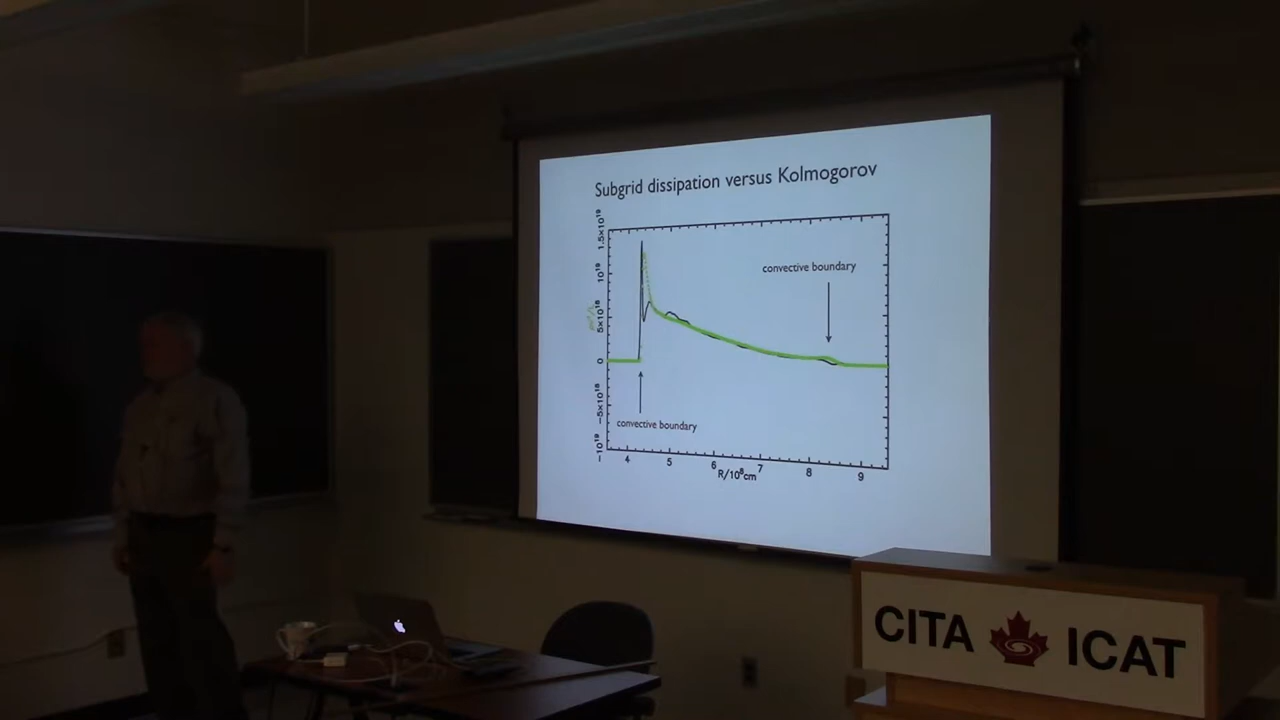 Subgrid dissipation versus Kolmogorov
1.5×10¹⁹
10¹⁹
5×10¹⁸
0
−5×10¹⁸
−10¹⁹
convective boundary
convective boundary
4 5 6 7 8 9
R/10⁸cm
CITA ICAT